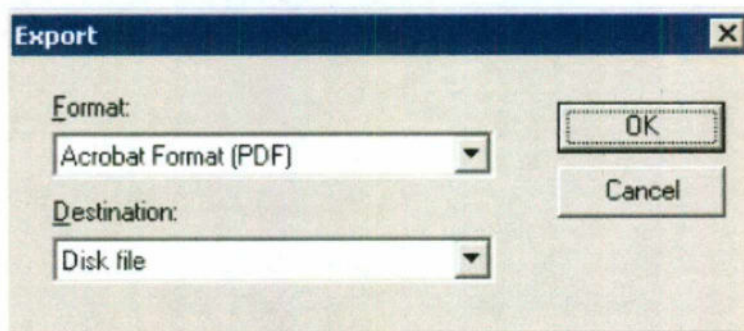 Export
Format:
Acrobat Format (PDF)
Destination:
Disk file
OK
Cancel